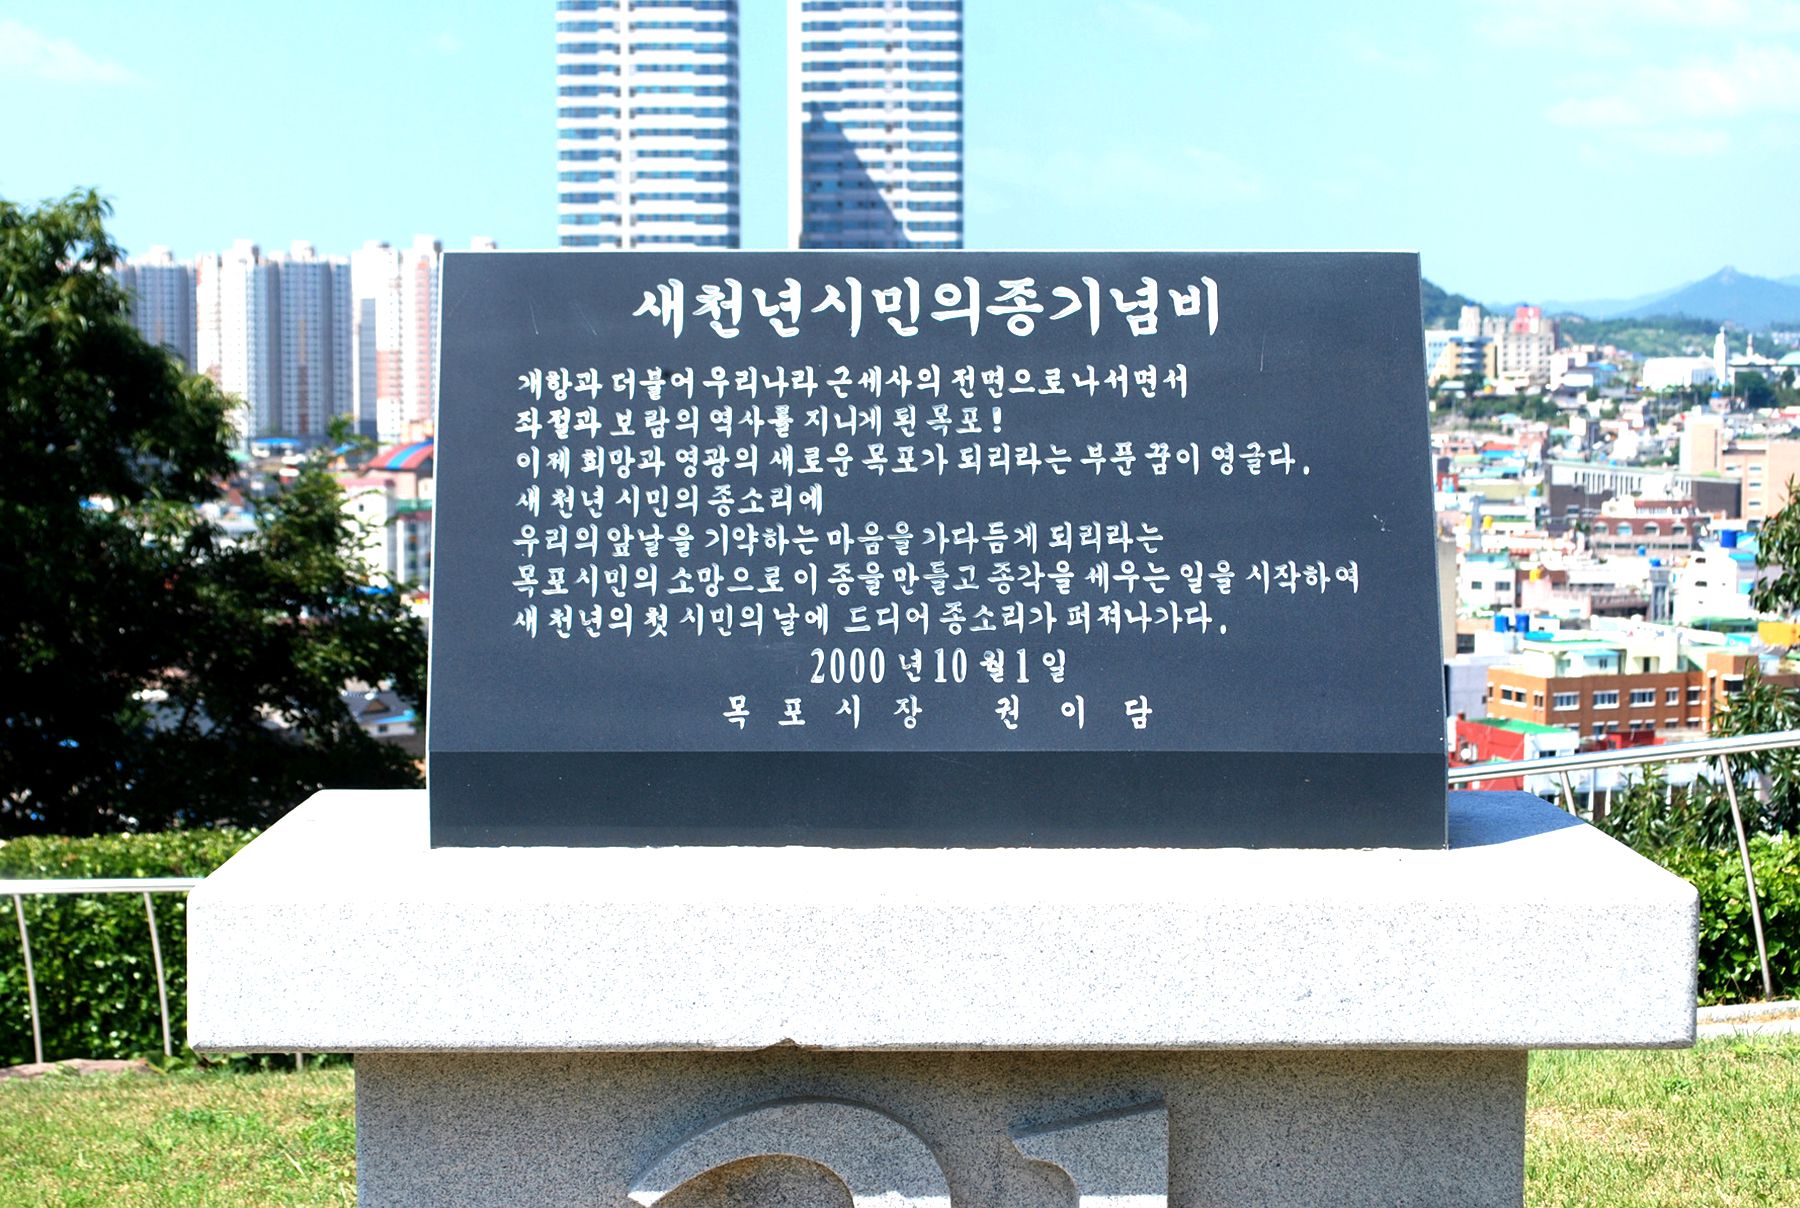 새천년시민의종기념비
개항과 더불어 우리나라 근세사의 전면으로 나서면서
좌절과 보람의 역사를 지니게 된 목포!
이제 희망과 영광의 새로운 목포가 되리라는 부푼 꿈이 영글다.
새 천년 시민의 종소리에
우리의 앞날을 기약하는 마음을 가다듬게 되리라는
목포시민의 소망으로 이 종을 만들고 종각을 세우는 일을 시작하여
새 천년의 첫 시민의 날에 드디어 종소리가 퍼져나가다.
2000 년 10 월 1 일
목 포 시 장 권 이 담
21